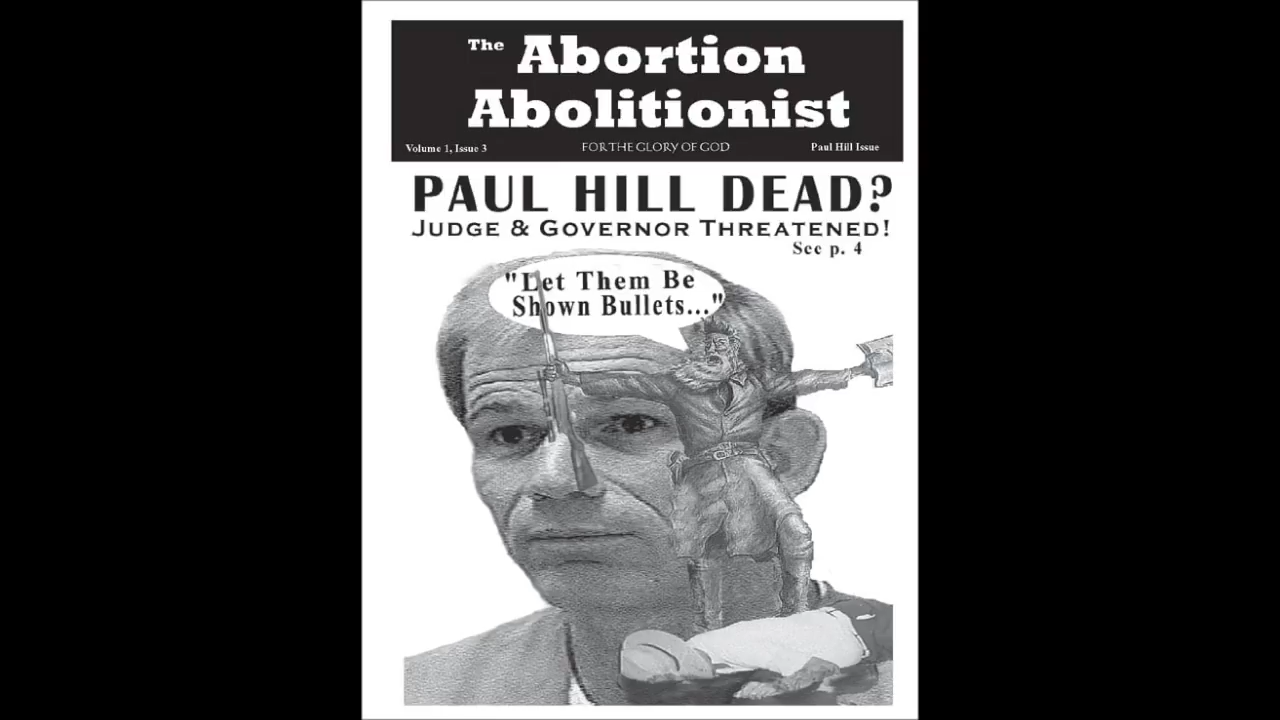 The Abortion
Abolitionist
Volume 1, Issue 3 FOR THE GLORY OF GOD Paul Hill Issue
PAUL HILL DEAD?
JUDGE & GOVERNOR THREATENED!
See p. 4
"Let Them Be
Shown Bullets..."